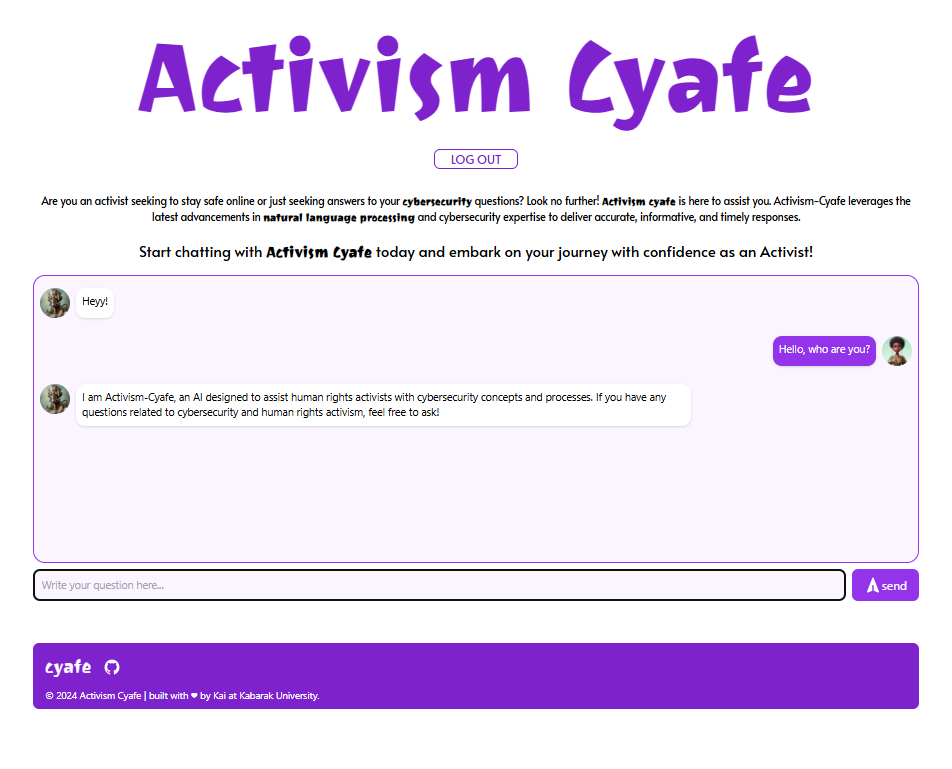 Activism Cyafe
LOG OUT
Are you an activist seeking to stay safe online or just seeking answers to your cybersecurity questions? Look no further! Activism cyafe is here to assist you. Activism-Cyafe leverages the
latest advancements in natural language processing and cybersecurity expertise to deliver accurate, informative, and timely responses.
Start chatting with Activism Cyafe today and embark on your journey with confidence as an Activist!
Heyy!
Hello, who are you?
I am Activism-Cyafe, an AI designed to assist human rights activists with cybersecurity concepts and processes. If you have any
questions related to cybersecurity and human rights activism, feel free to ask!
Write your question here...
send
cyafe
© 2024 Activism Cyafe | built with ❤ by Kai at Kabarak University.